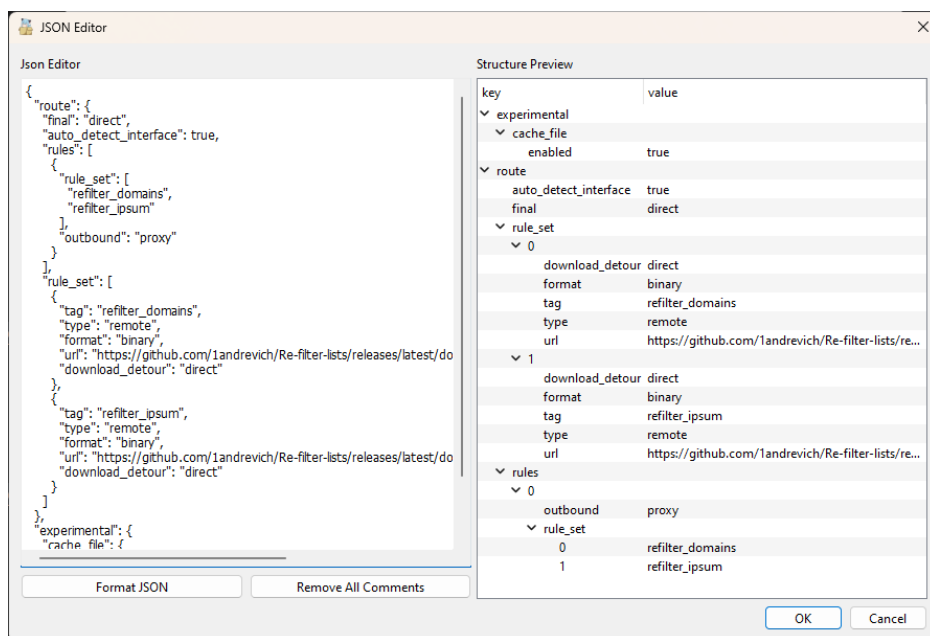 JSON Editor
Json Editor
{
"route": {
"final": "direct",
"auto_detect_interface": true,
"rules": [
{
"rule_set": [
"refilter_domains",
"refilter_ipsum"
],
"outbound": "proxy"
}
],
"rule_set": [
{
"tag": "refilter_domains",
"type": "remote",
"format": "binary",
"url": "https://github.com/1andrevich/Re-filter-lists/releases/latest/do
"download_detour": "direct"
},
{
"tag": "refilter_ipsum",
"type": "remote",
"format": "binary",
"url": "https://github.com/1andrevich/Re-filter-lists/releases/latest/do
"download_detour": "direct"
}
]
},
"experimental": {
"cache_file": {
Format JSON
Remove All Comments
Structure Preview
key value
experimental
cache_file
enabled true
route
auto_detect_interface true
final direct
rule_set
0
download_detour direct
format binary
tag refilter_domains
type remote
url https://github.com/1andrevich/Re-filter-lists/re...
1
download_detour direct
format binary
tag refilter_ipsum
type remote
url https://github.com/1andrevich/Re-filter-lists/re...
rules
0
outbound proxy
rule_set
0 refilter_domains
1 refilter_ipsum
OK
Cancel